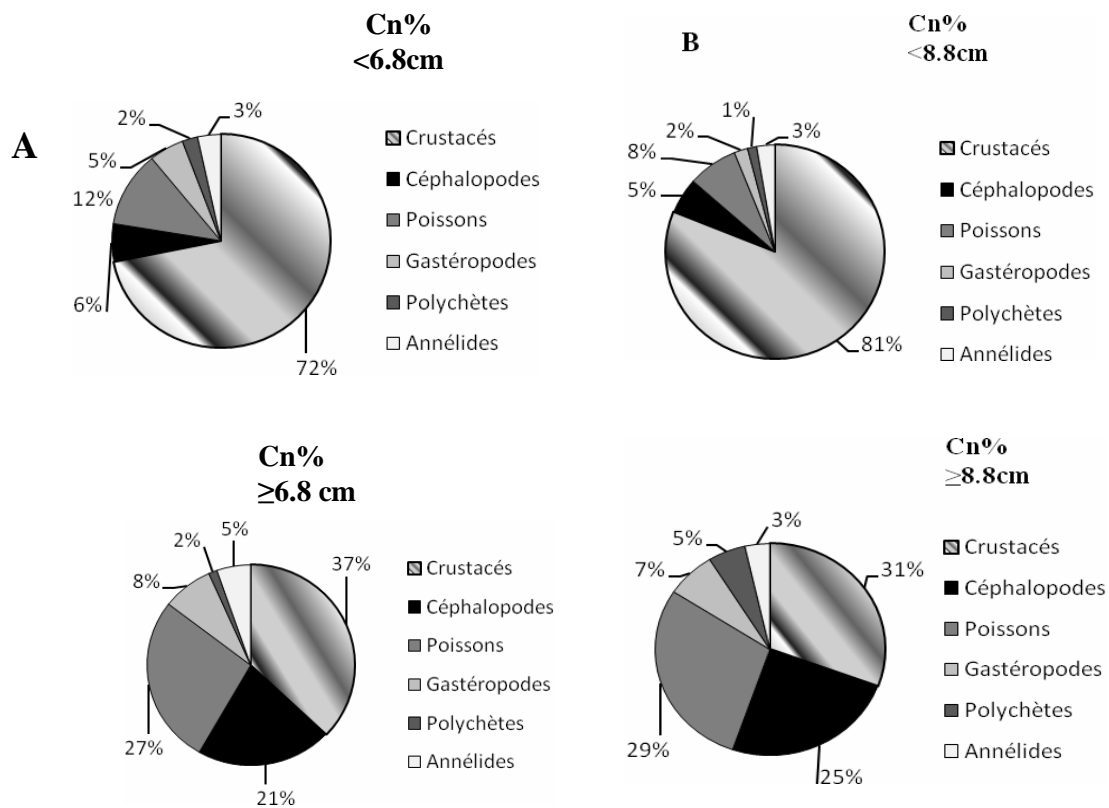 A
Cn%
<6.8cm
2%
3%
5%
12%
6%
72%
Crustacés
Céphalopodes
Poissons
Gastéropodes
Polychètes
Annélides
B
Cn%
<8.8cm
1%
2%
3%
8%
5%
81%
Crustacés
Céphalopodes
Poissons
Gastéropodes
Polychètes
Annélides
Cn%
≥6.8 cm
5%
2%
8%
37%
27%
21%
Crustacés
Céphalopodes
Poissons
Gastéropodes
Polychètes
Annélides
Cn%
≥8.8cm
3%
5%
7%
31%
29%
25%
Crustacés
Céphalopodes
Poissons
Gastéropodes
Polychètes
Annélides